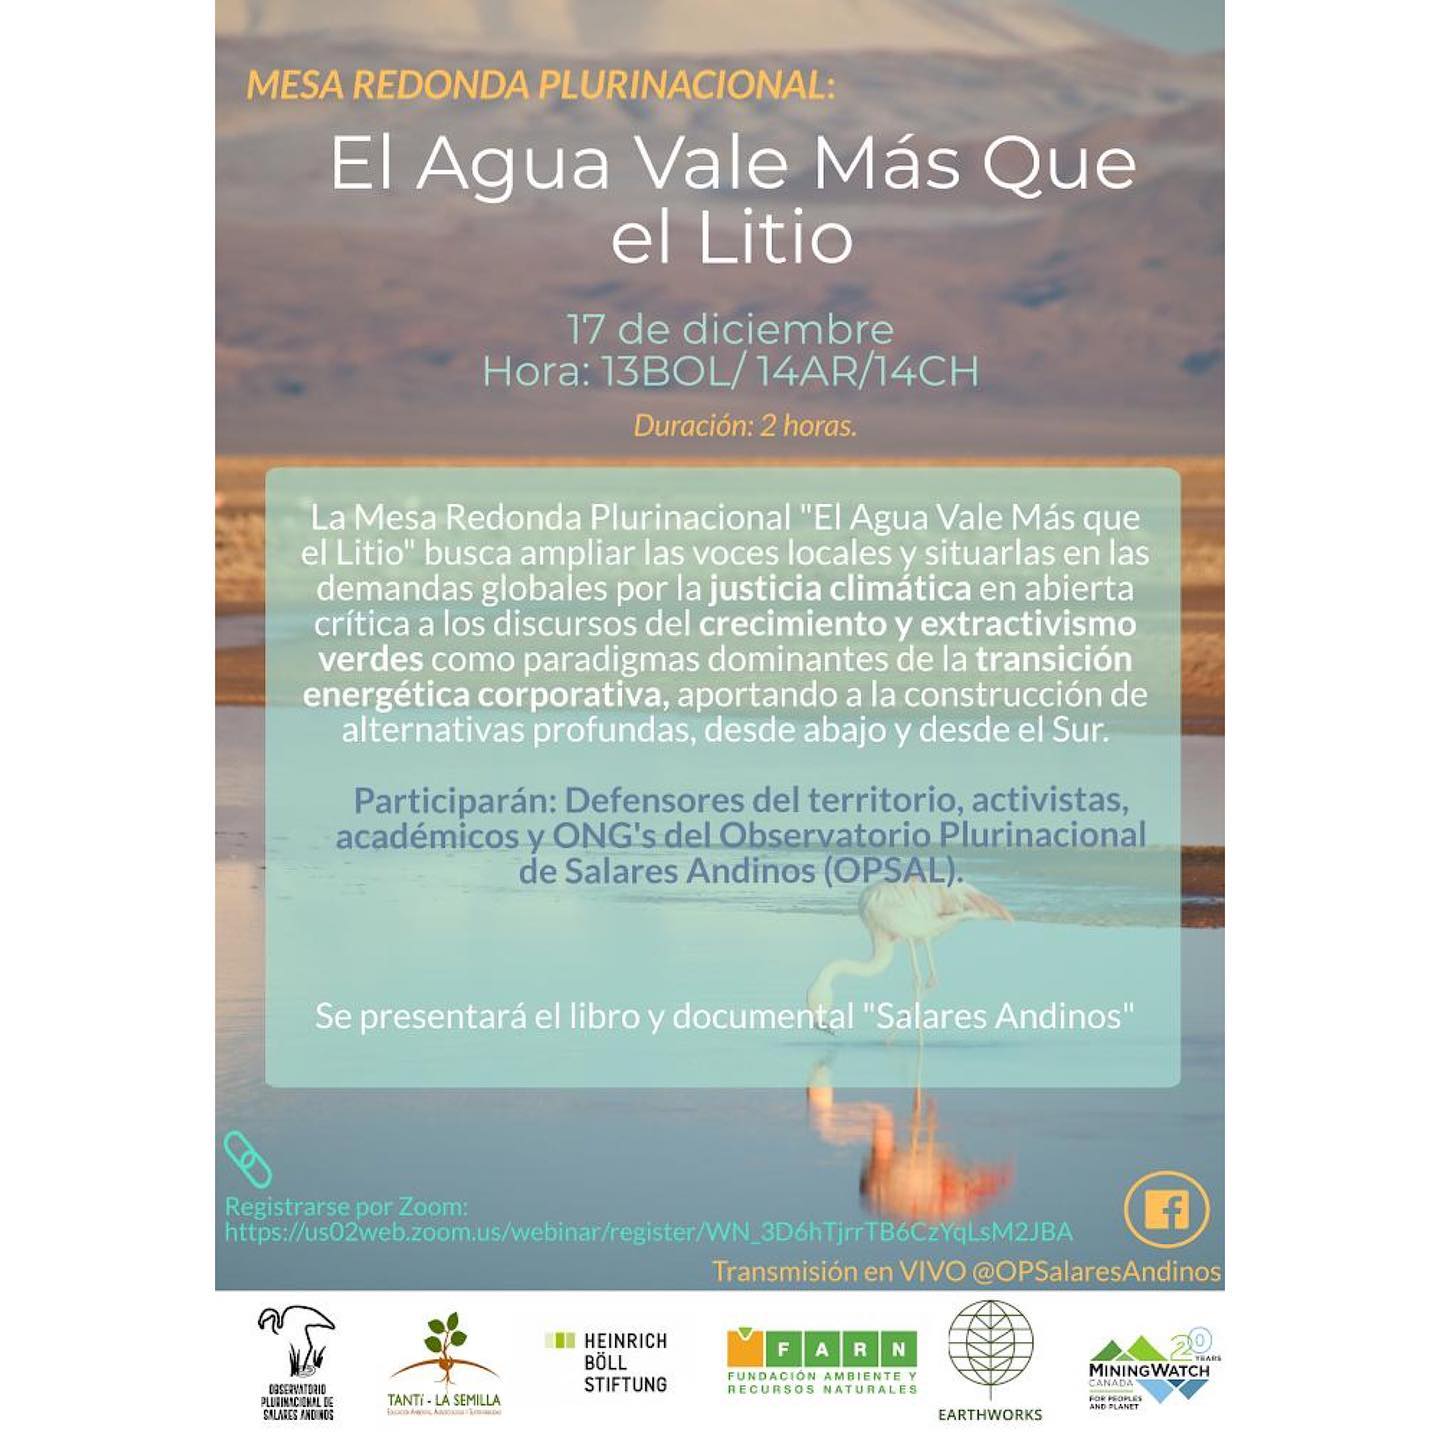 MESA REDONDA PLURINACIONAL:
El Agua Vale Más Que
el Litio
17 de diciembre
Hora: 13BOL/ 14AR/14CH
Duración: 2 horas.
La Mesa Redonda Plurinacional "El Agua Vale Más que
el Litio" busca ampliar las voces locales y situarlas en las
demandas globales por la justicia climática en abierta
crítica a los discursos del crecimiento y extractivismo
verdes como paradigmas dominantes de la transición
energética corporativa, aportando a la construcción de
alternativas profundas, desde abajo y desde el Sur.
Participarán: Defensores del territorio, activistas,
académicos y ONG's del Observatorio Plurinacional
de Salares Andinos (OPSAL).
Se presentará el libro y documental "Salares Andinos"
Registrarse por Zoom:
https://us02web.zoom.us/webinar/register/WN_3D6hTjrrTB6CzYqLsM2JBA
Transmisión en VIVO @OPSalaresAndinos
OBSERVATORIO
PLURINACIONAL DE
SALARES ANDINOS
TANTÍ - LA SEMILLA
HEINRICH
BÖLL
STIFTUNG
FARN
FUNDACIÓN AMBIENTE Y
RECURSOS NATURALES
EARTHWORKS
20
YEARS
MININGWATCH
CANADA
FOR PEOPLES
AND PLANET